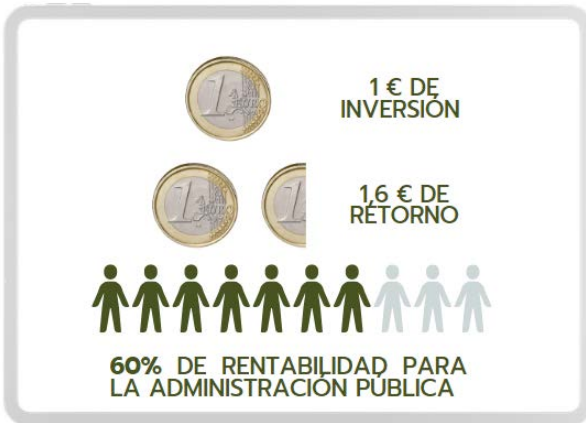 1 € DE
INVERSIÓN
1,6 € DE
RETORNO
60% DE RENTABILIDAD PARA
LA ADMINISTRACIÓN PÚBLICA